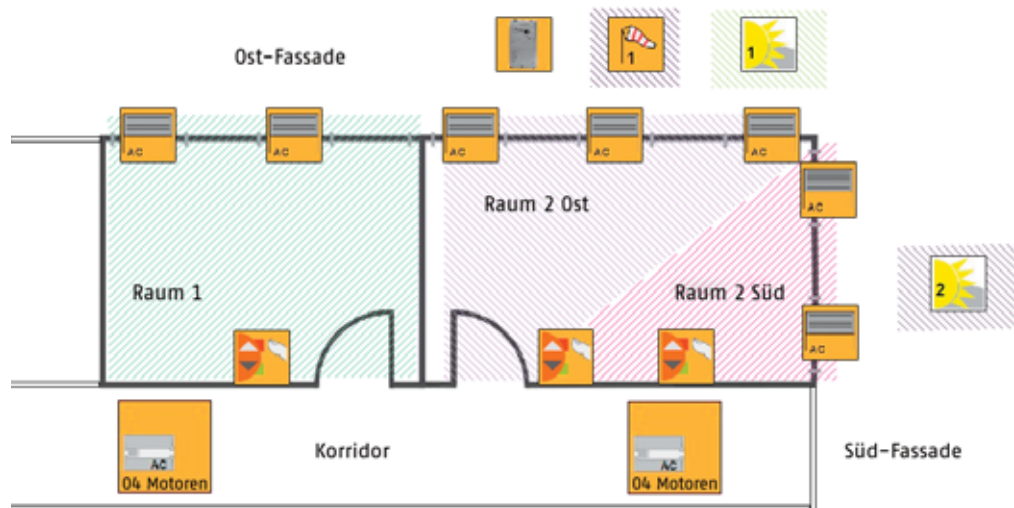 Ost-Fassade
1
1
AC
AC
AC
AC
AC
AC
Raum 2 Ost
Raum 1
Raum 2 Süd
2
AC
Korridor
Süd-Fassade
AC
AC
04 Motoren
04 Motoren